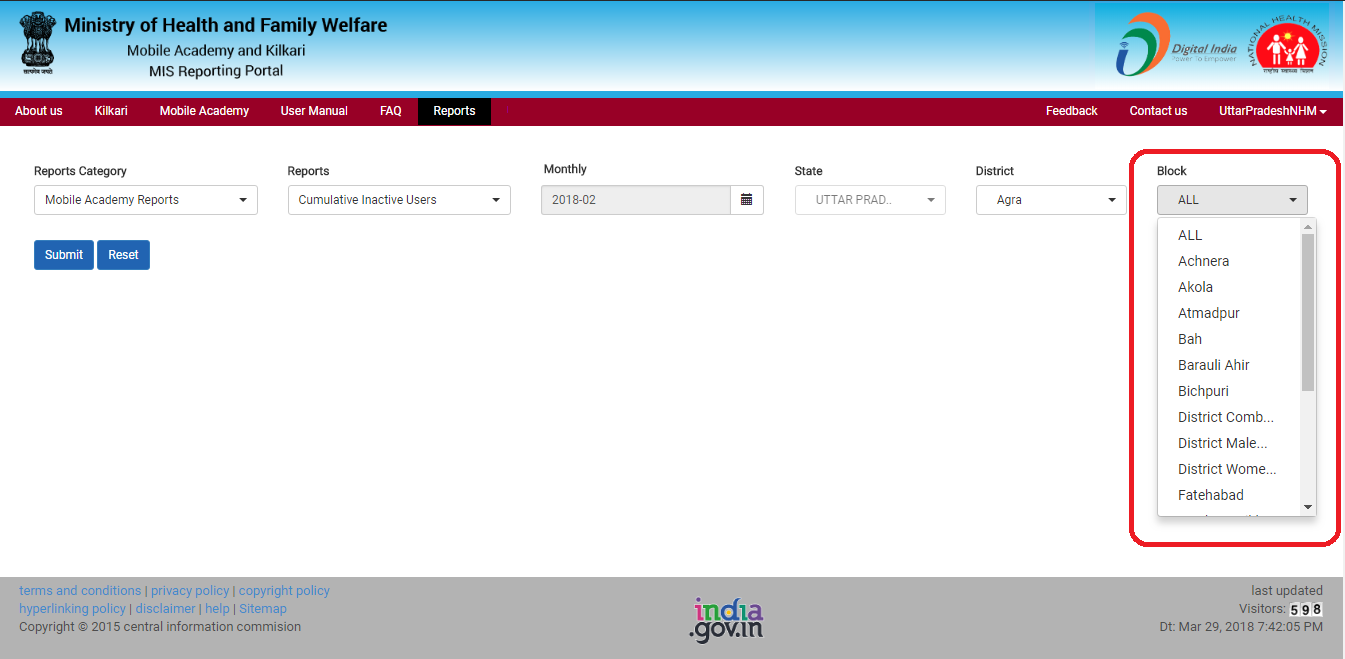 Ministry of Health and Family Welfare
Mobile Academy and Kilkari
MIS Reporting Portal
सत्यमेव जयते
Digital India
Power To Empower
NATIONAL HEALTH MISSION
About us Kilkari Mobile Academy User Manual FAQ Reports Feedback Contact us UttarPradeshNHM
Reports Category Reports Monthly State District Block
Mobile Academy Reports Cumulative Inactive Users 2018-02 UTTAR PRAD.. Agra ALL
Submit Reset
ALL
Achnera
Akola
Atmadpur
Bah
Barauli Ahir
Bichpuri
District Comb...
District Male...
District Wome...
Fatehabad
terms and conditions | privacy policy | copyright policy
hyperlinking policy | disclaimer | help | Sitemap
Copyright © 2015 central information commision
india
.gov.in
last updated
Visitors: 598
Dt: Mar 29, 2018 7:42:05 PM